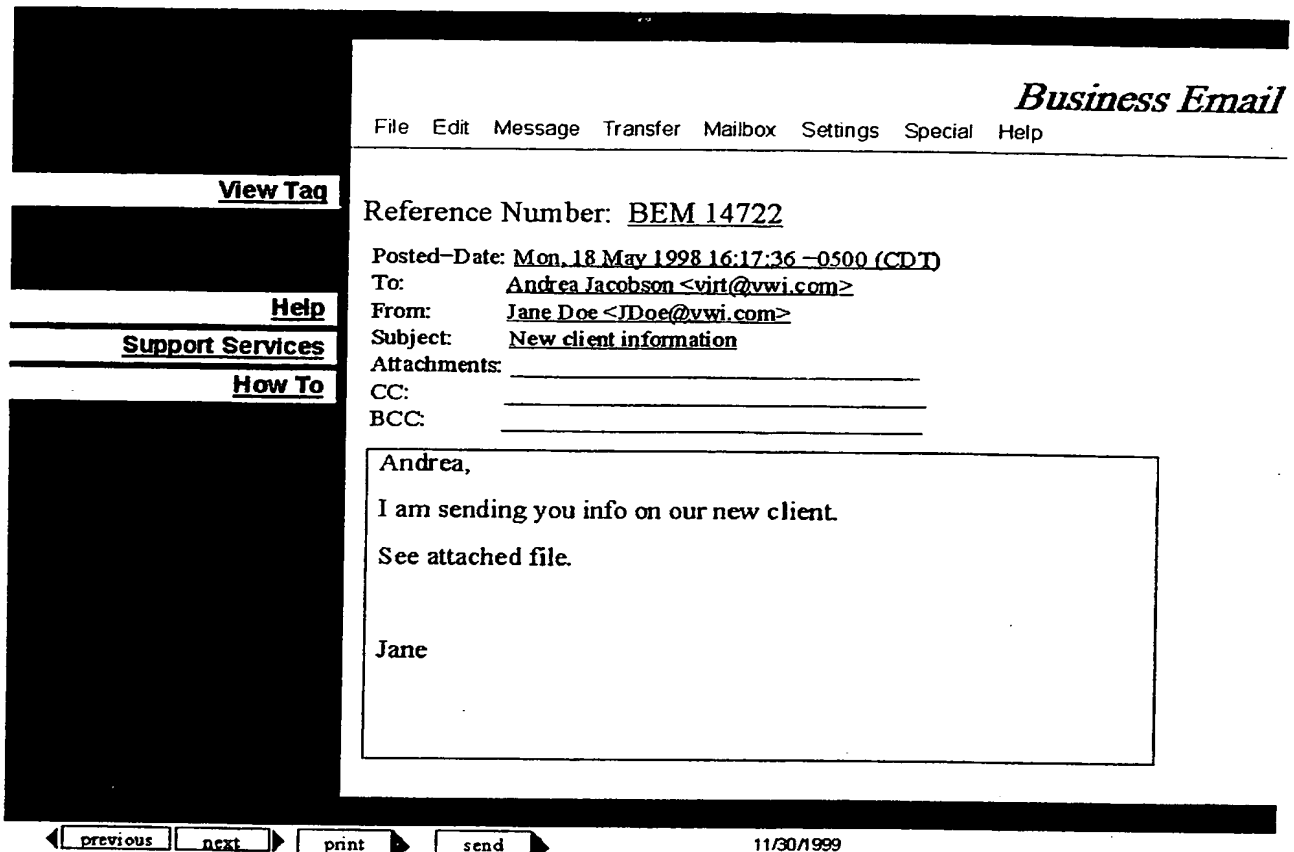 Business Email
File Edit Message Transfer Mailbox Settings Special Help
View Tag
Help
Support Services
How To
Reference Number: BEM 14722
Posted-Date: Mon, 18 May 1998 16:17:36 -0500 (CDT)
To: Andrea Jacobson <virt@vwi.com>
From: Jane Doe <JDoe@vwi.com>
Subject: New client information
Attachments:
CC:
BCC:
Andrea,
I am sending you info on our new client.
See attached file.
Jane
previous next print send 11/30/1999